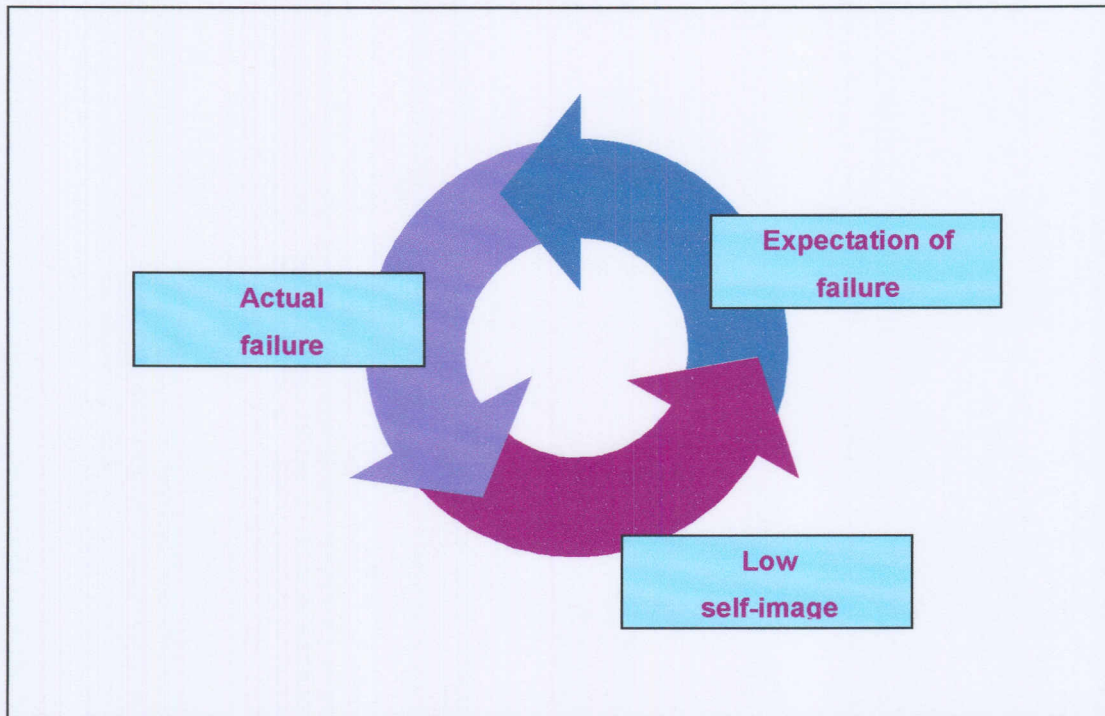 Expectation of
failure
Actual
failure
Low
self-image